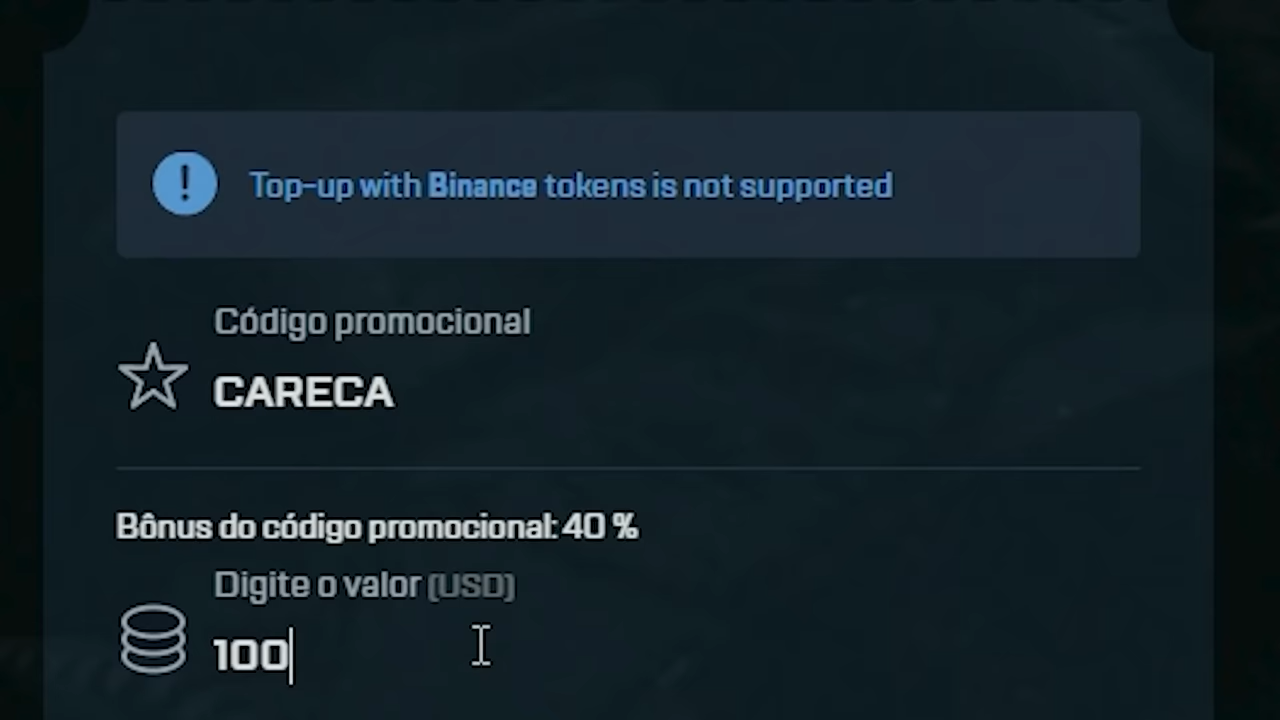 Top-up with Binance tokens is not supported
Código promocional
CARECA
Bônus do código promocional: 40 %
Digite o valor (USD)
100